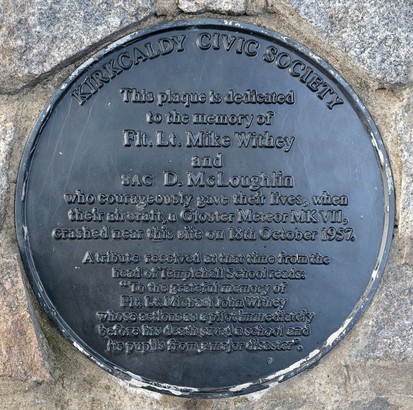 KIRKCALDY CIVIC SOCIETY
This plaque is dedicated
to the memory of
Flt. Lt. Mike Withey
and
SAC D. McLoughlin
who courageously gave their lives, when
their aircraft, a Gloster Meteor MK VII,
crashed near this site on 18th October 1957.
A tribute received at that time from the
head of Templehall School reads:
"To the grateful memory of
Flt Lt. Michael John Withey
whose action as a pilot immediately
before his death saved a school and
its pupils from a major disaster".